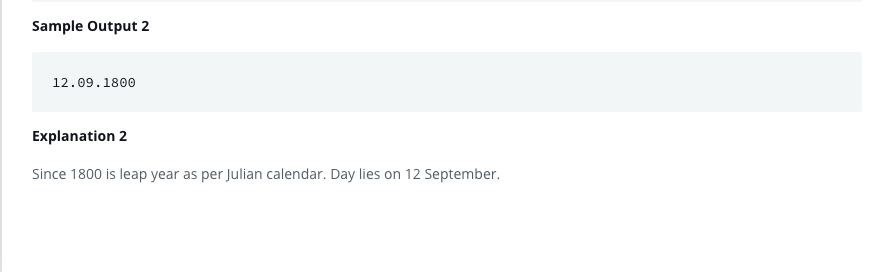 Sample Output 2
12.09.1800
Explanation 2
Since 1800 is leap year as per Julian calendar. Day lies on 12 September.